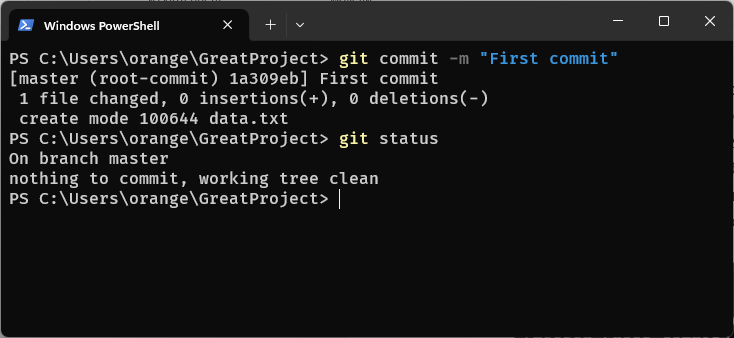 Windows PowerShell
PS C:\Users\orange\GreatProject> git commit -m "First commit"
[master (root-commit) 1a309eb] First commit
 1 file changed, 0 insertions(+), 0 deletions(-)
 create mode 100644 data.txt
PS C:\Users\orange\GreatProject> git status
On branch master
nothing to commit, working tree clean
PS C:\Users\orange\GreatProject>